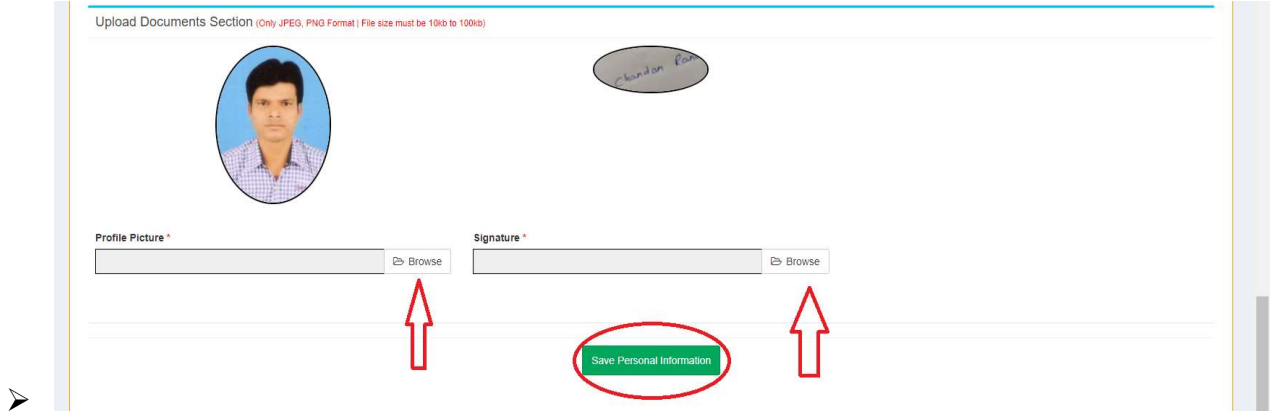 Upload Documents Section (Only JPEG, PNG Format | File size must be 10kb to 100kb)
Chandan
Profile Picture *
Signature *
Browse
Browse
Save Personal Information